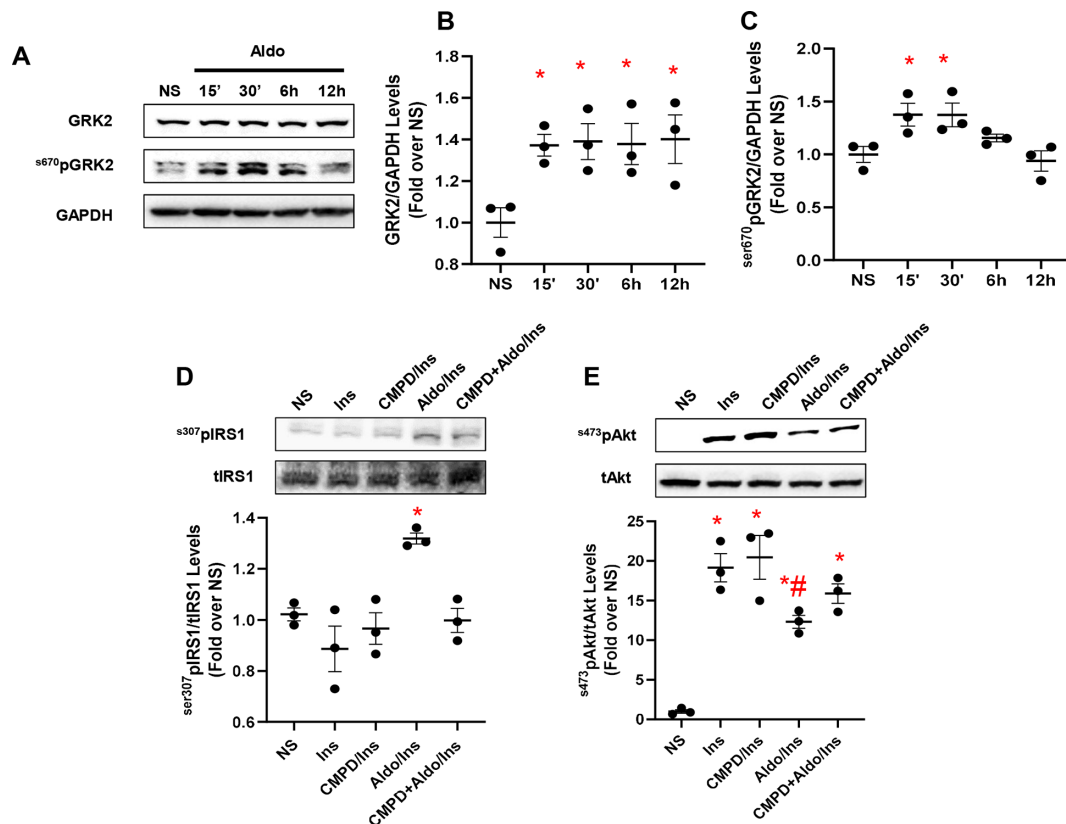 A
Aldo
NS 15' 30' 6h 12h
GRK2
s670pGRK2
GAPDH
B
GRK2/GAPDH Levels
(Fold over NS)
1.8
1.6
1.4
1.2
1.0
0.8
* * * *
NS 15' 30' 6h 12h
C
ser670pGRK2/GAPDH Levels
(Fold over NS)
2.0
1.5
1.0
0.5
0.0
* *
NS 15' 30' 6h 12h
D
NS Ins CMPD/Ins Aldo/Ins CMPD+Aldo/Ins
s307pIRS1
tIRS1
ser307pIRS1/tIRS1 Levels
(Fold over NS)
1.4
1.2
1.0
0.8
0.6
*
NS Ins CMPD/Ins Aldo/Ins CMPD+Aldo/Ins
E
NS Ins CMPD/Ins Aldo/Ins CMPD+Aldo/Ins
s473pAkt
tAkt
s473pAkt/tAkt Levels
(Fold over NS)
25
20
15
10
5
0
* * *# *
NS Ins CMPD/Ins Aldo/Ins CMPD+Aldo/Ins